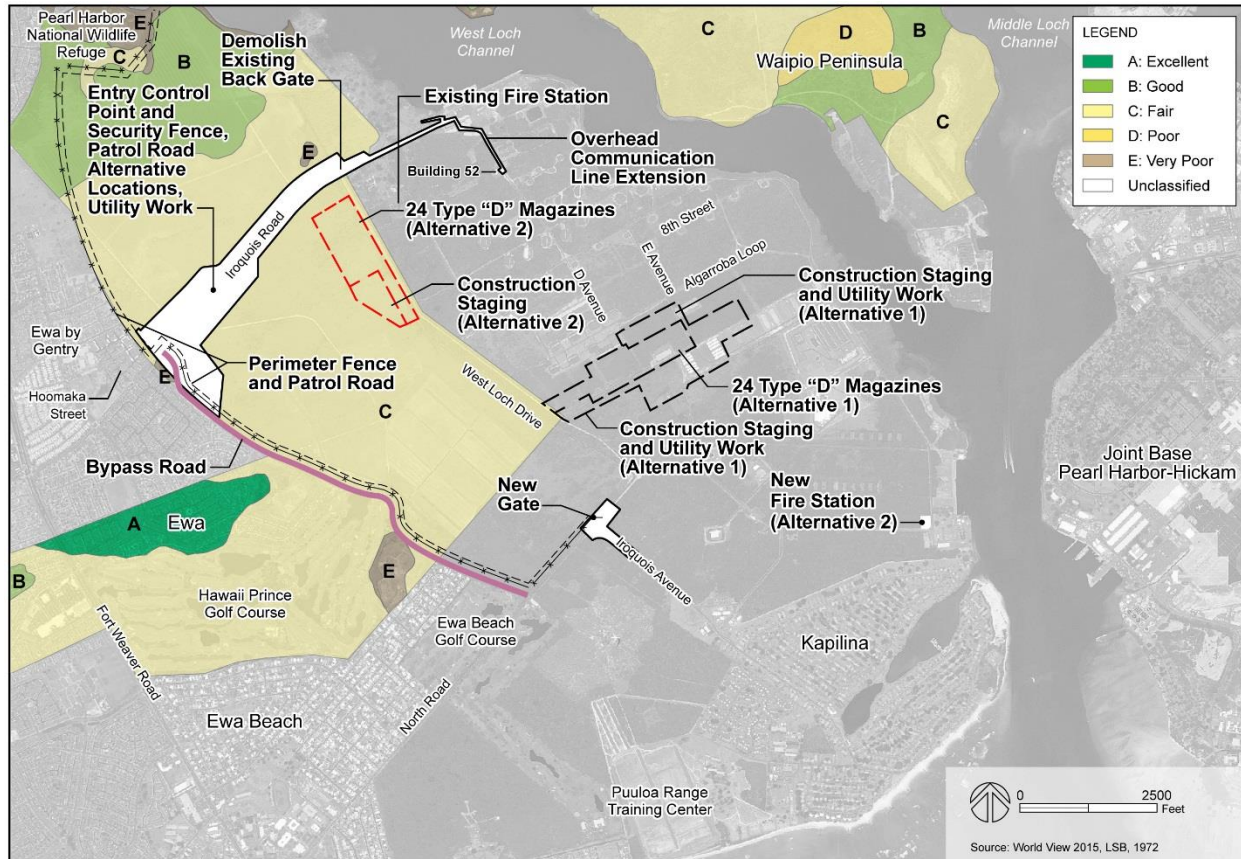 Pearl Harbor
National Wildlife
Refuge
E
C
B
Demolish
Existing
Back Gate
West Loch
Channel
C
D
B
Waipio Peninsula
C
Middle Loch
Channel
LEGEND
A: Excellent
B: Good
C: Fair
D: Poor
E: Very Poor
Unclassified
Entry Control
Point and
Security Fence,
Patrol Road
Alternative
Locations,
Utility Work
E
Existing Fire Station
Overhead
Communication
Line Extension
Building 52
Iroquois Road
24 Type “D” Magazines
(Alternative 2)
Construction
Staging
(Alternative 2)
8th Street
E Avenue
Algarroba Loop
D Avenue
Construction Staging
and Utility Work
(Alternative 1)
24 Type “D” Magazines
(Alternative 1)
Construction Staging
and Utility Work
(Alternative 1)
West Loch Drive
Ewa by
Gentry
Hoomaka
Street
E
Perimeter Fence
and Patrol Road
C
Bypass Road
New
Gate
Iroquois Avenue
New
Fire Station
(Alternative 2)
Joint Base
Pearl Harbor-Hickam
A
Ewa
B
E
Hawaii Prince
Golf Course
Fort Weaver Road
Ewa Beach
Golf Course
North Road
Ewa Beach
Kapilina
Puuloa Range
Training Center
0
2500
Feet
Source: World View 2015, LSB, 1972